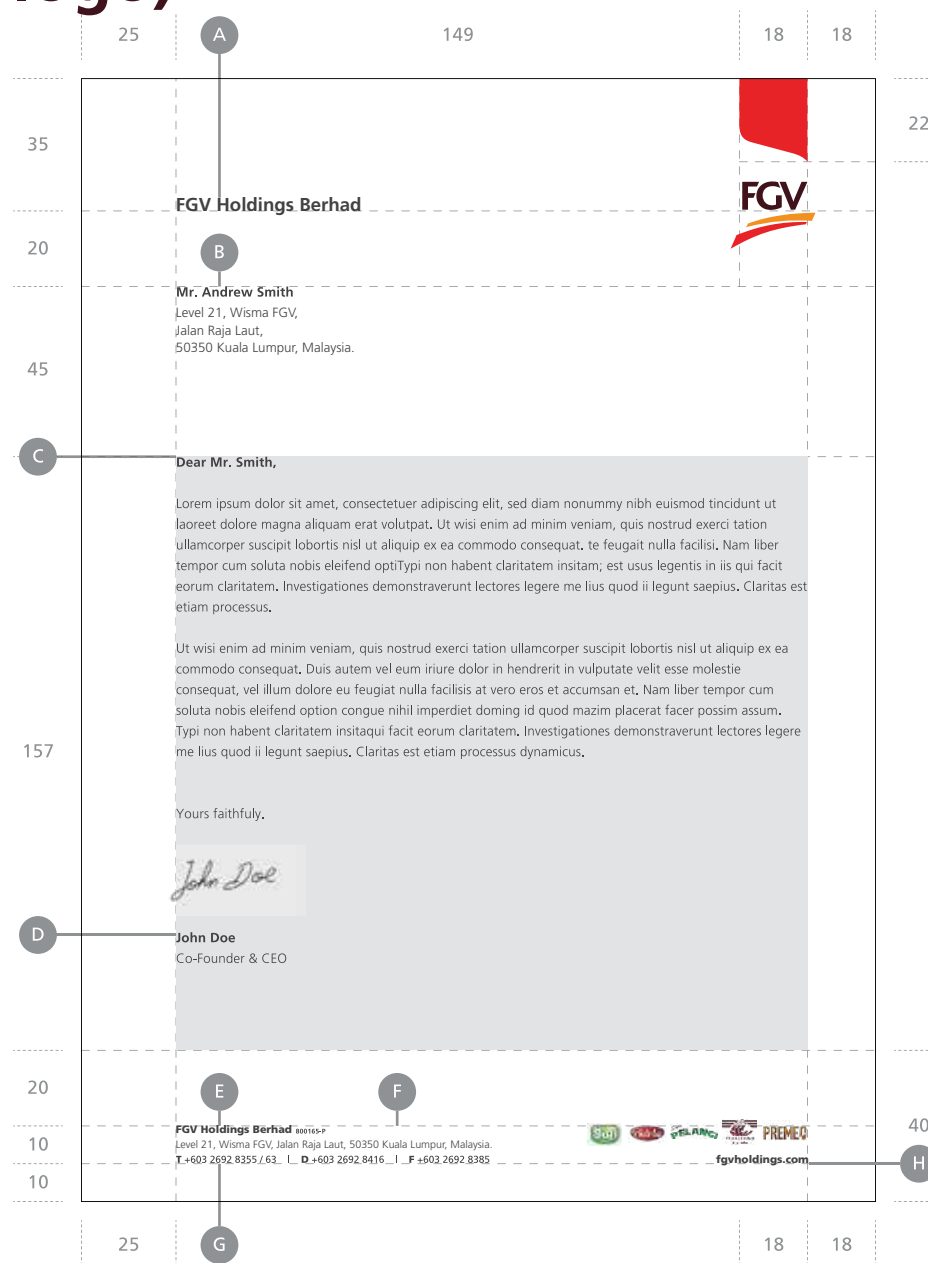 25 A 149 18 18
35
22
FGV
FGV Holdings Berhad
20
B
Mr. Andrew Smith
Level 21, Wisma FGV,
Jalan Raja Laut,
50350 Kuala Lumpur, Malaysia.
45
C
Dear Mr. Smith,
Lorem ipsum dolor sit amet, consectetuer adipiscing elit, sed diam nonummy nibh euismod tincidunt ut
laoreet dolore magna aliquam erat volutpat. Ut wisi enim ad minim veniam, quis nostrud exerci tation
ullamcorper suscipit lobortis nisl ut aliquip ex ea commodo consequat. te feugait nulla facilisi. Nam liber
tempor cum soluta nobis eleifend optiTypi non habent claritatem insitam; est usus legentis in iis qui facit
eorum claritatem. Investigationes demonstraverunt lectores legere me lius quod ii legunt saepius. Claritas est
etiam processus.
Ut wisi enim ad minim veniam, quis nostrud exerci tation ullamcorper suscipit lobortis nisl ut aliquip ex ea
commodo consequat. Duis autem vel eum iriure dolor in hendrerit in vulputate velit esse molestie
consequat, vel illum dolore eu feugiat nulla facilisis at vero eros et accumsan et. Nam liber tempor cum
soluta nobis eleifend option congue nihil imperdiet doming id quod mazim placerat facer possim assum.
Typi non habent claritatem insitaqui facit eorum claritatem. Investigationes demonstraverunt lectores legere
me lius quod ii legunt saepius. Claritas est etiam processus dynamicus.
157
Yours faithfuly.
John Doe
D
John Doe
Co-Founder & CEO
20
E F
FGV Holdings Berhad 800165-P
Level 21, Wisma FGV, Jalan Raja Laut, 50350 Kuala Lumpur, Malaysia.
T +603 2692 8355 / 63 | D +603 2692 8416 | F +603 2692 8385
PELANGI
fgvholdings.com
10
40
H
10
25 G 18 18